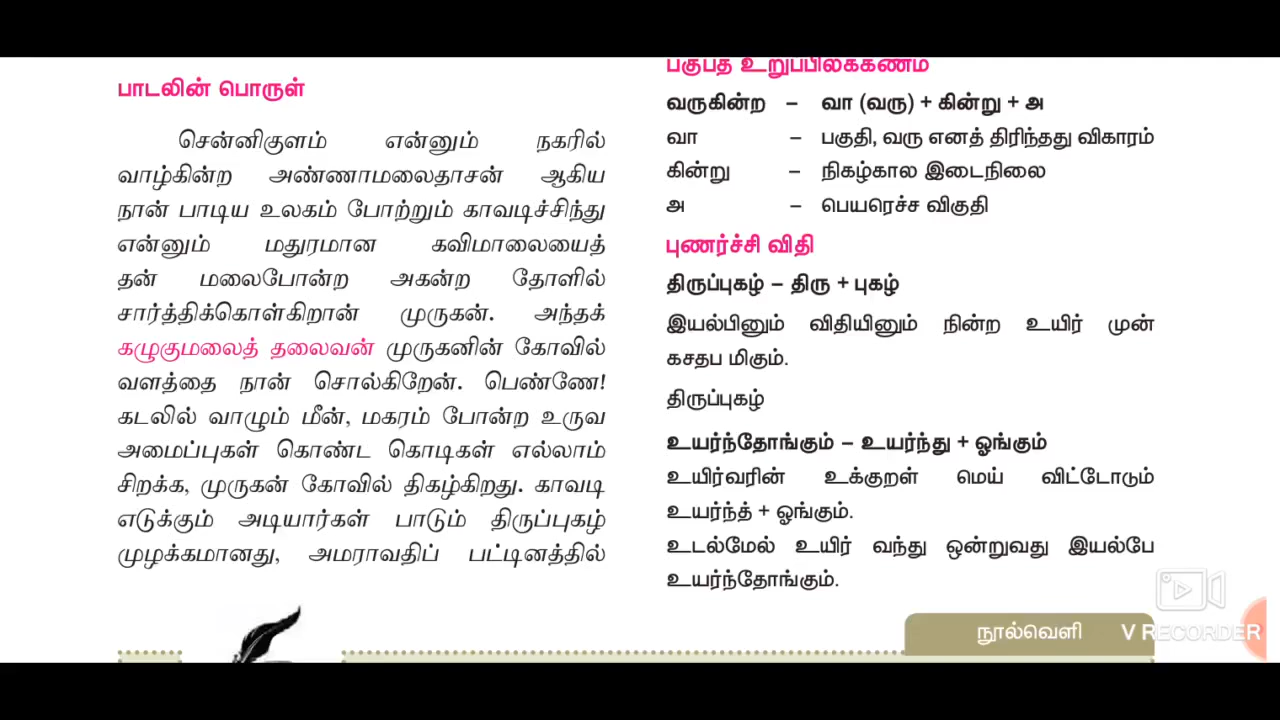 பாடலின் பொருள்
சென்னிகுளம் என்னும் நகரில்
வாழ்கின்ற அண்ணாமலைதாசன் ஆகிய
நான் பாடிய உலகம் போற்றும் காவடிச்சிந்து
என்னும் மதுரமான கவிமாலையைத்
தன் மலைபோன்ற அகன்ற தோளில்
சார்த்திக்கொள்கிறான் முருகன். அந்தக்
கழுகுமலைத் தலைவன் முருகனின் கோவில்
வளத்தை நான் சொல்கிறேன். பெண்ணே!
கடலில் வாழும் மீன், மகரம் போன்ற உருவ
அமைப்புகள் கொண்ட கொடிகள் எல்லாம்
சிறக்க, முருகன் கோவில் திகழ்கிறது. காவடி
எடுக்கும் அடியார்கள் பாடும் திருப்புகழ்
முழக்கமானது, அமராவதிப் பட்டினத்தில்
பகுபத உறுப்பிலக்கணம்
வருகின்ற – வா (வரு) + கின்று + அ
வா – பகுதி, வரு எனத் திரிந்தது விகாரம்
கின்று – நிகழ்கால இடைநிலை
அ – பெயரெச்ச விகுதி
புணர்ச்சி விதி
திருப்புகழ் – திரு + புகழ்
இயல்பினும் விதியினும் நின்ற உயிர் முன்
கசதப மிகும்.
திருப்புகழ்
உயர்ந்தோங்கும் – உயர்ந்து + ஓங்கும்
உயிர்வரின் உக்குறள் மெய் விட்டோடும்
உயர்ந்த் + ஓங்கும்.
உடல்மேல் உயிர் வந்து ஒன்றுவது இயல்பே
உயர்ந்தோங்கும்.
நூல்வெளி
V RECORDER